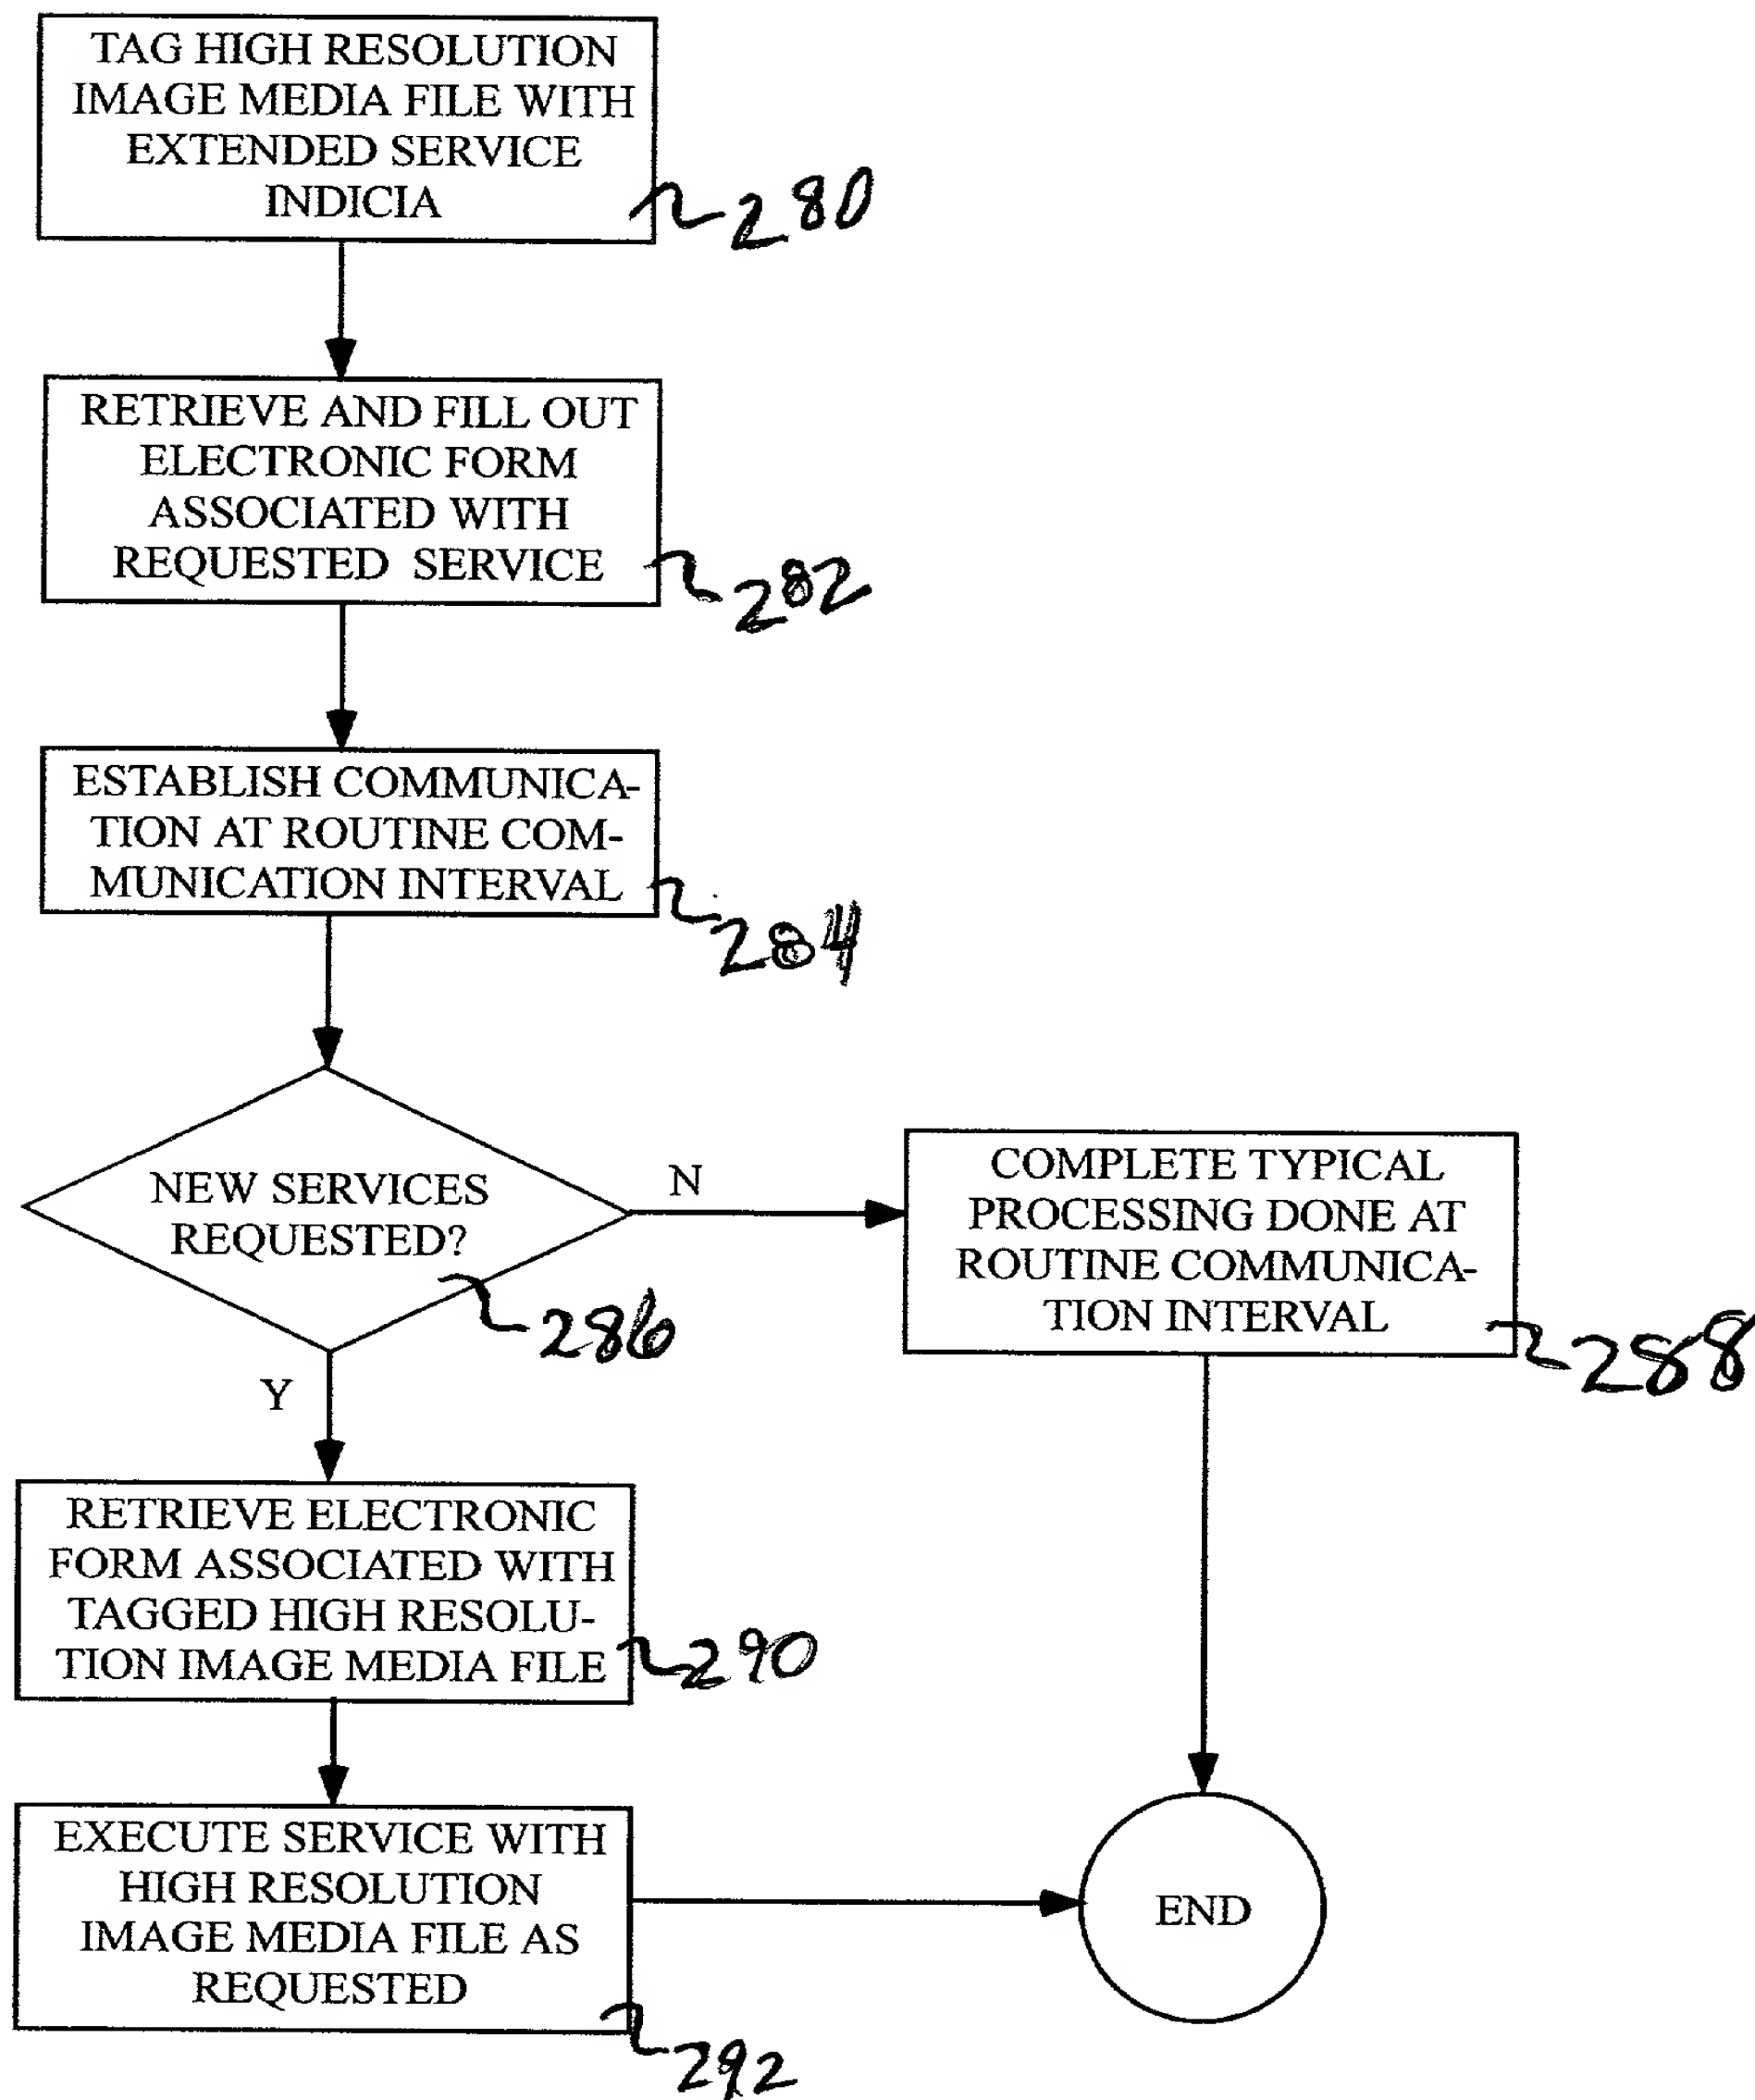 TAG HIGH RESOLUTION
IMAGE MEDIA FILE WITH
EXTENDED SERVICE
INDICIA
280
RETRIEVE AND FILL OUT
ELECTRONIC FORM
ASSOCIATED WITH
REQUESTED SERVICE
282
ESTABLISH COMMUNICA-
TION AT ROUTINE COM-
MUNICATION INTERVAL
284
NEW SERVICES
REQUESTED?
286
N
COMPLETE TYPICAL
PROCESSING DONE AT
ROUTINE COMMUNICA-
TION INTERVAL
288
Y
RETRIEVE ELECTRONIC
FORM ASSOCIATED WITH
TAGGED HIGH RESOLU-
TION IMAGE MEDIA FILE
290
EXECUTE SERVICE WITH
HIGH RESOLUTION
IMAGE MEDIA FILE AS
REQUESTED
292
END